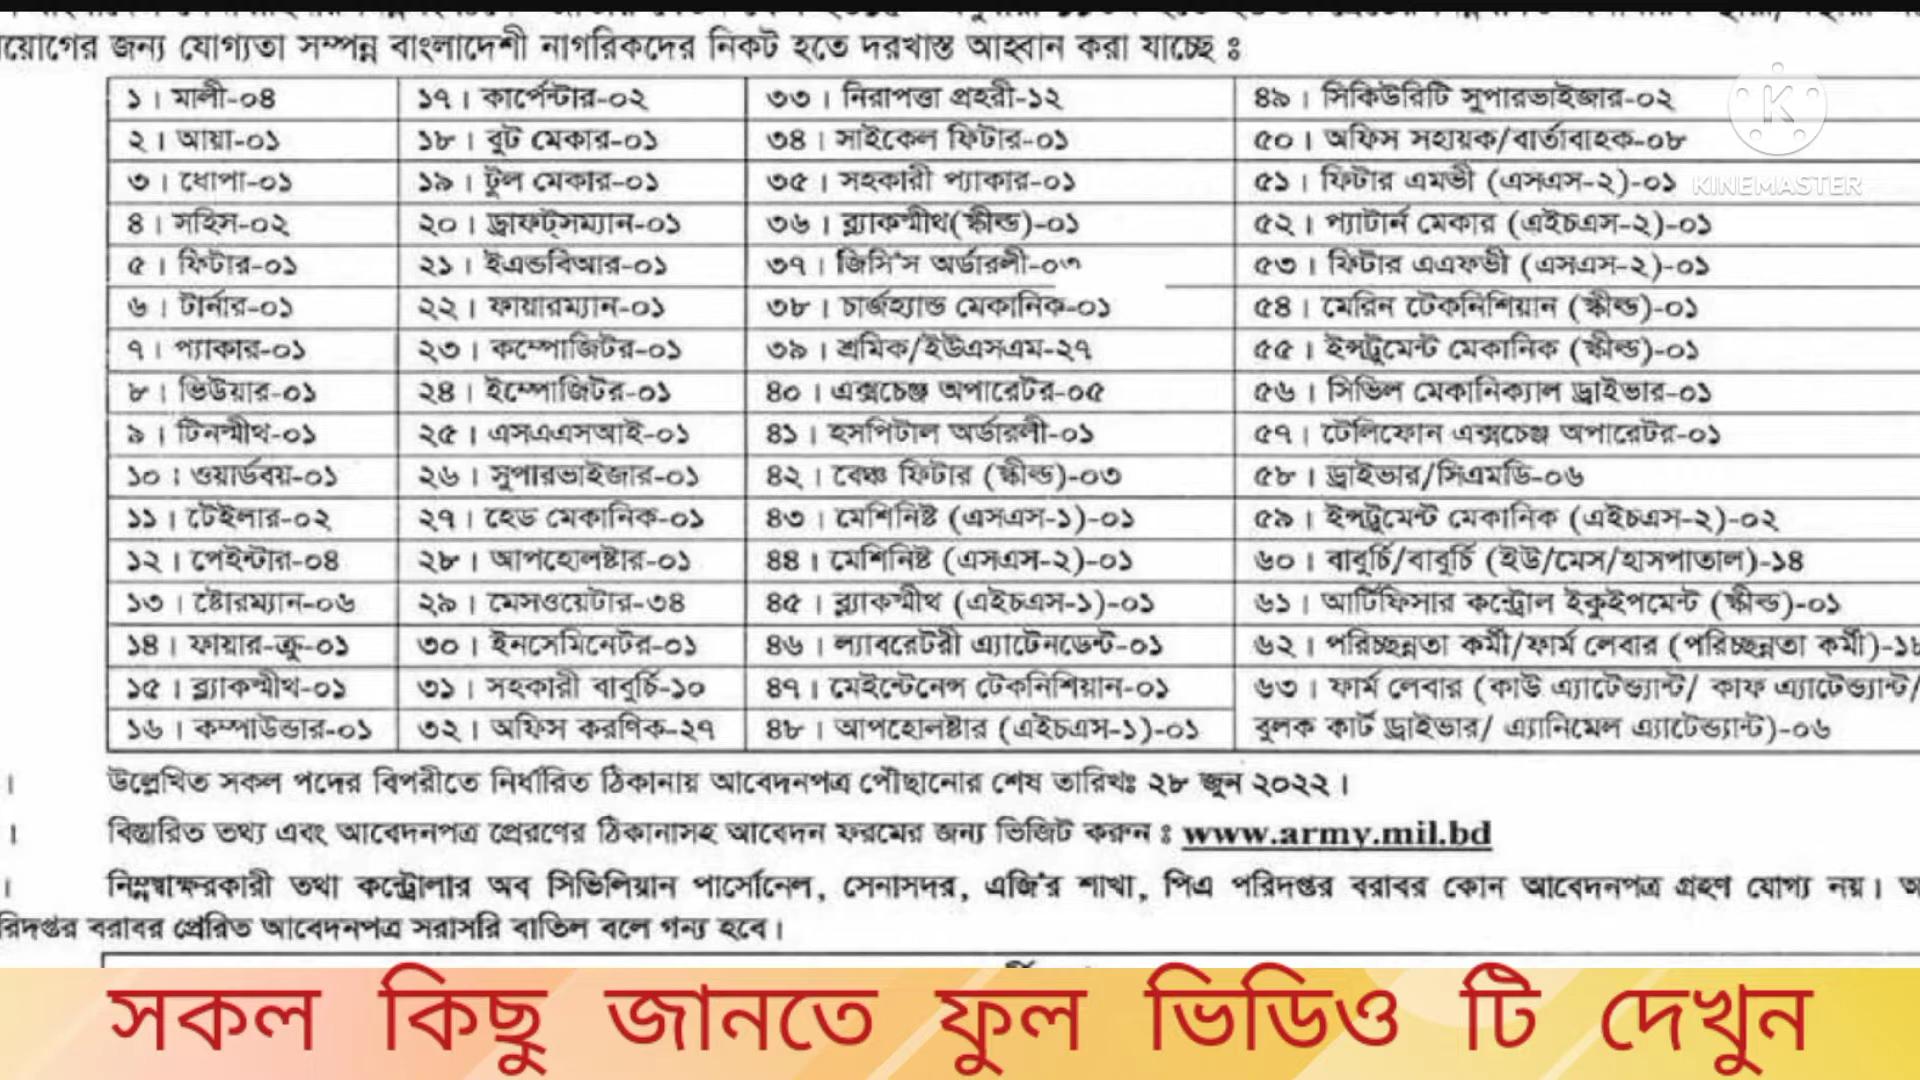 য়োগের জন্য যোগ্যতা সম্পন্ন বাংলাদেশী নাগরিকদের নিকট হতে দরখাস্ত আহবান করা যাচ্ছে ঃ
১। মালী-০৪ ১৭। কার্পেন্টার-০২ ৩৩। নিরাপত্তা প্রহরী-১২ ৪৯। সিকিউরিটি সুপারভাইজার-০২
২। আয়া-০১ ১৮। বুট মেকার-০১ ৩৪। সাইকেল ফিটার-০১ ৫০। অফিস সহায়ক/বার্তাবাহক-০৮
৩। ধোপা-০১ ১৯। টুল মেকার-০১ ৩৫। সহকারী প্যাকার-০১ ৫১। ফিটার এমভী (এসএস-২)-০১
KINEMASTER
৪। সহিস-০২ ২০। ড্রাফট্সম্যান-০১ ৩৬। ব্ল্যাকস্মীথ(স্কীল্ড)-০১ ৫২। প্যাটার্ন মেকার (এইচএস-২)-০১
৫। ফিটার-০১ ২১। ইএন্ডবিআর-০১ ৩৭। জিসি'স অর্ডারলী-০৩ ৫৩। ফিটার এএফভী (এসএস-২)-০১
৬। টার্নার-০১ ২২। ফায়ারম্যান-০১ ৩৮। চার্জহ্যান্ড মেকানিক-০১ ৫৪। মেরিন টেকনিশিয়ান (স্কীল্ড)-০১
৭। প্যাকার-০১ ২৩। কম্পোজিটর-০১ ৩৯। শ্রমিক/ইউএসএম-২৭ ৫৫। ইন্সট্রুমেন্ট মেকানিক (স্কীল্ড)-০১
৮। ভিউয়ার-০১ ২৪। ইম্পোজিটর-০১ ৪০। এক্সচেঞ্জ অপারেটর-০৫ ৫৬। সিভিল মেকানিক্যাল ড্রাইভার-০১
৯। টিনস্মীথ-০১ ২৫। এসএএসআই-০১ ৪১। হসপিটাল অর্ডারলী-০১ ৫৭। টেলিফোন এক্সচেঞ্জ অপারেটর-০১
১০। ওয়ার্ডবয়-০১ ২৬। সুপারভাইজার-০১ ৪২। বেঞ্চ ফিটার (স্কীল্ড)-০৩ ৫৮। ড্রাইভার/সিএমডি-০৬
১১। টেইলার-০২ ২৭। হেড মেকানিক-০১ ৪৩। মেশিনিষ্ট (এসএস-১)-০১ ৫৯। ইন্সট্রুমেন্ট মেকানিক (এইচএস-২)-০২
১২। পেইন্টার-০৪ ২৮। আপহোলষ্টার-০১ ৪৪। মেশিনিষ্ট (এসএস-২)-০১ ৬০। বাবুর্চি/বাবুর্চি (ইউ/মেস/হাসপাতাল)-১৪
১৩। ষ্টোরম্যান-০৬ ২৯। মেসওয়েটার-৩৪ ৪৫। ব্ল্যাকস্মীথ (এইচএস-১)-০১ ৬১। আর্টিফিসার কন্ট্রোল ইকুইপমেন্ট (স্কীল্ড)-০১
১৪। ফায়ার-ক্রু-০১ ৩০। ইনসেমিনেটর-০১ ৪৬। ল্যাবরেটরী এ্যাটেনডেন্ট-০১ ৬২। পরিচ্ছন্নতা কর্মী/ফার্ম লেবার (পরিচ্ছন্নতা কর্মী)-১৮
১৫। ব্ল্যাকস্মীথ-০১ ৩১। সহকারী বাবুর্চি-১০ ৪৭। মেইন্টেনেন্স টেকনিশিয়ান-০১ ৬৩। ফার্ম লেবার (কাউ এ্যাটেন্ড্যান্ট/ কাফ এ্যাটেন্ড্যান্ট/
১৬। কম্পাউন্ডার-০১ ৩২। অফিস করণিক-২৭ ৪৮। আপহোলষ্টার (এইচএস-১)-০১ বুলক কার্ট ড্রাইভার/ এ্যানিমেল এ্যাটেন্ড্যান্ট)-০৬
। উল্লেখিত সকল পদের বিপরীতে নির্ধারিত ঠিকানায় আবেদনপত্র পৌঁছানোর শেষ তারিখঃ ২৮ জুন ২০২২।
। বিস্তারিত তথ্য এবং আবেদনপত্র প্রেরণের ঠিকানাসহ আবেদন ফরমের জন্য ভিজিট করুন ঃ www.army.mil.bd
। নিম্নস্বাক্ষরকারী তথা কন্ট্রোলার অব সিভিলিয়ান পার্সোনেল, সেনাসদর, এজি'র শাখা, পিএ পরিদপ্তর বরাবর কোন আবেদনপত্র গ্রহণ যোগ্য নয়।
রিদপ্তর বরাবর প্রেরিত আবেদনপত্র সরাসরি বাতিল বলে গন্য হবে।
সকল কিছু জানতে ফুল ভিডিও টি দেখুন